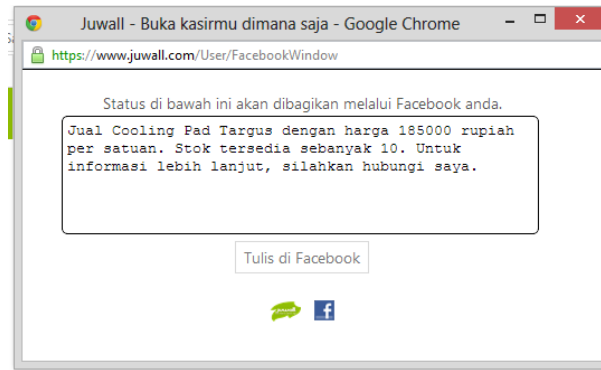 Juwall - Buka kasirmu dimana saja - Google Chrome
https://www.juwall.com/User/FacebookWindow
Status di bawah ini akan dibagikan melalui Facebook anda.
Jual Cooling Pad Targus dengan harga 185000 rupiah
per satuan. Stok tersedia sebanyak 10. Untuk
informasi lebih lanjut, silahkan hubungi saya.
Tulis di Facebook
f